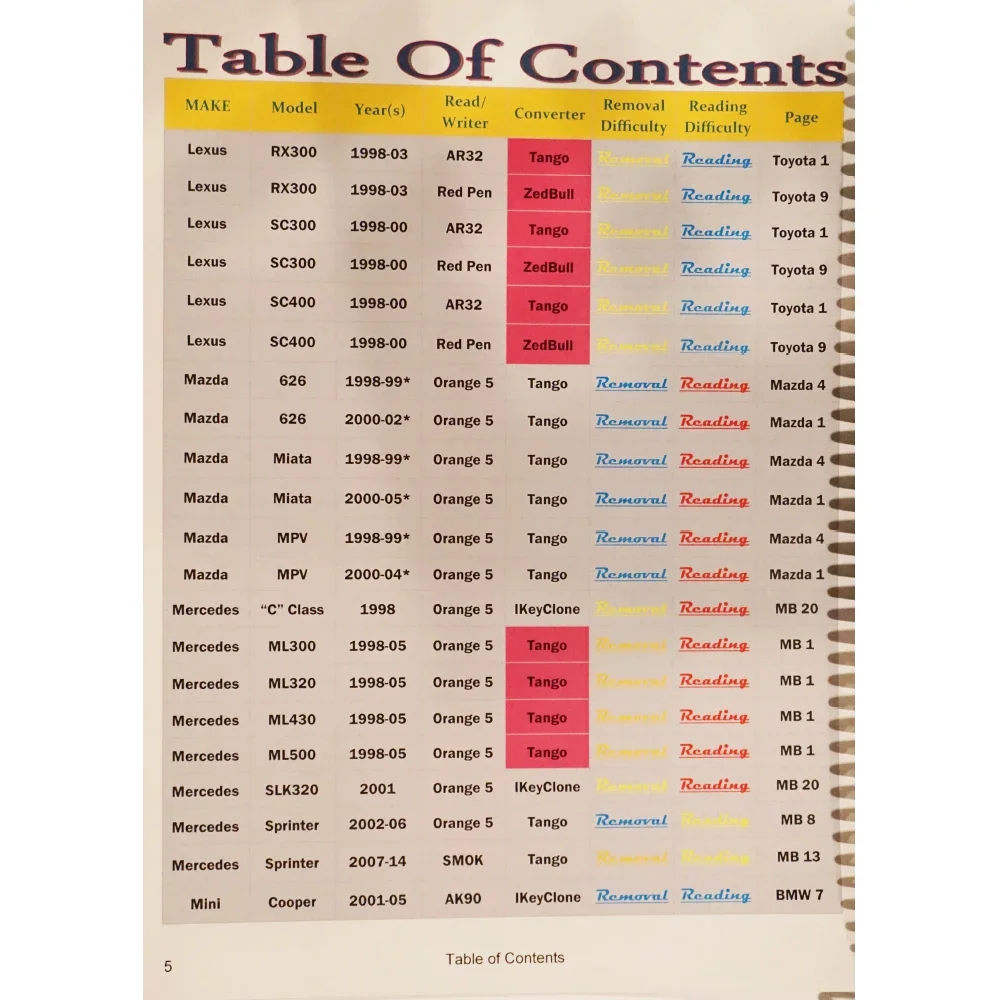 Table Of Contents
MAKE Model Year(s) Read/ Writer Converter Removal Difficulty Reading Difficulty Page
Lexus RX300 1998-03 AR32 Tango Removal Reading Toyota 1
Lexus RX300 1998-03 Red Pen ZedBull Removal Reading Toyota 9
Lexus SC300 1998-00 AR32 Tango Removal Reading Toyota 1
Lexus SC300 1998-00 Red Pen ZedBull Removal Reading Toyota 9
Lexus SC400 1998-00 AR32 Tango Removal Reading Toyota 1
Lexus SC400 1998-00 Red Pen ZedBull Removal Reading Toyota 9
Mazda 626 1998-99* Orange 5 Tango Removal Reading Mazda 4
Mazda 626 2000-02* Orange 5 Tango Removal Reading Mazda 1
Mazda Miata 1998-99* Orange 5 Tango Removal Reading Mazda 4
Mazda Miata 2000-05* Orange 5 Tango Removal Reading Mazda 1
Mazda MPV 1998-99* Orange 5 Tango Removal Reading Mazda 4
Mazda MPV 2000-04* Orange 5 Tango Removal Reading Mazda 1
Mercedes “C” Class 1998 Orange 5 IKeyClone Removal Reading MB 20
Mercedes ML300 1998-05 Orange 5 Tango Removal Reading MB 1
Mercedes ML320 1998-05 Orange 5 Tango Removal Reading MB 1
Mercedes ML430 1998-05 Orange 5 Tango Removal Reading MB 1
Mercedes ML500 1998-05 Orange 5 Tango Removal Reading MB 1
Mercedes SLK320 2001 Orange 5 IKeyClone Removal Reading MB 20
Mercedes Sprinter 2002-06 Orange 5 Tango Removal Reading MB 8
Mercedes Sprinter 2007-14 SMOK Tango Removal Reading MB 13
Mini Cooper 2001-05 AK90 IKeyClone Removal Reading BMW 7
5 Table of Contents